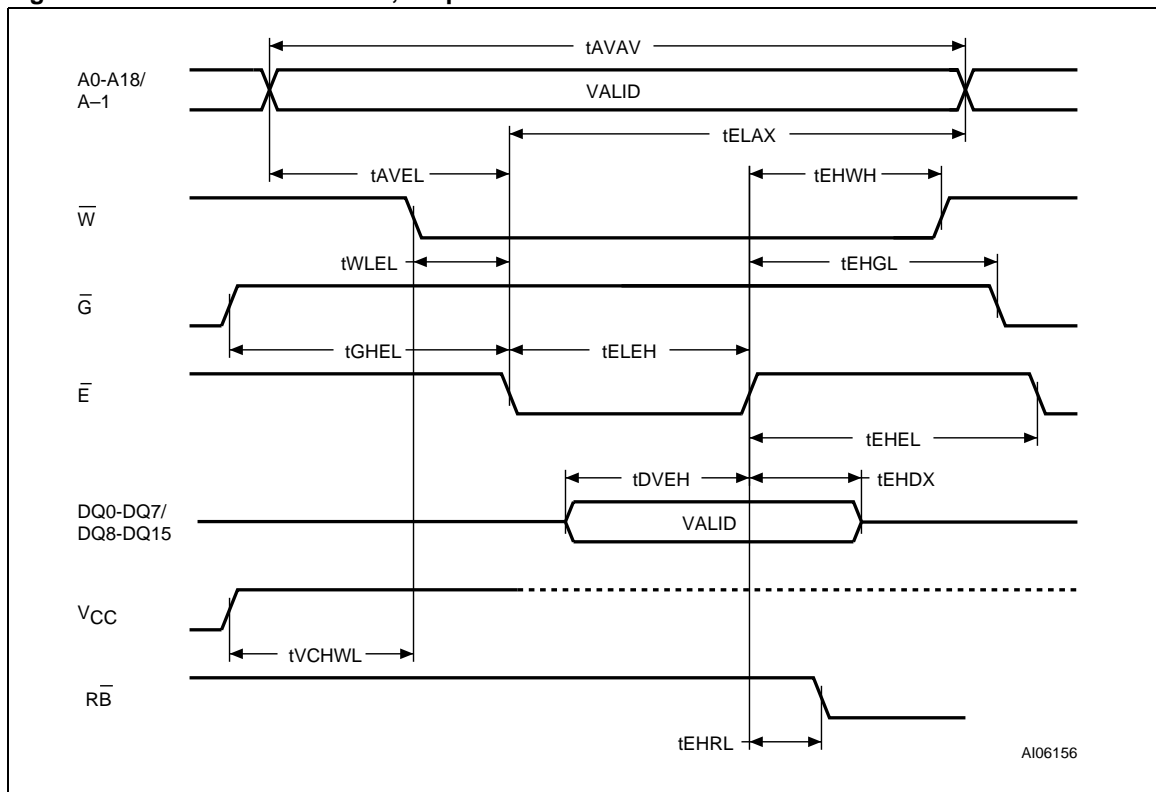 tAVAV
A0-A18/
A–1
VALID
tELAX
tAVEL
tEHWH
W̅
tWLEL
tEHGL
G̅
tGHEL
tELEH
E̅
tEHEL
tDVEH
tEHDX
DQ0-DQ7/
DQ8-DQ15
VALID
VCC
tVCHWL
RB̅
tEHRL
AI06156